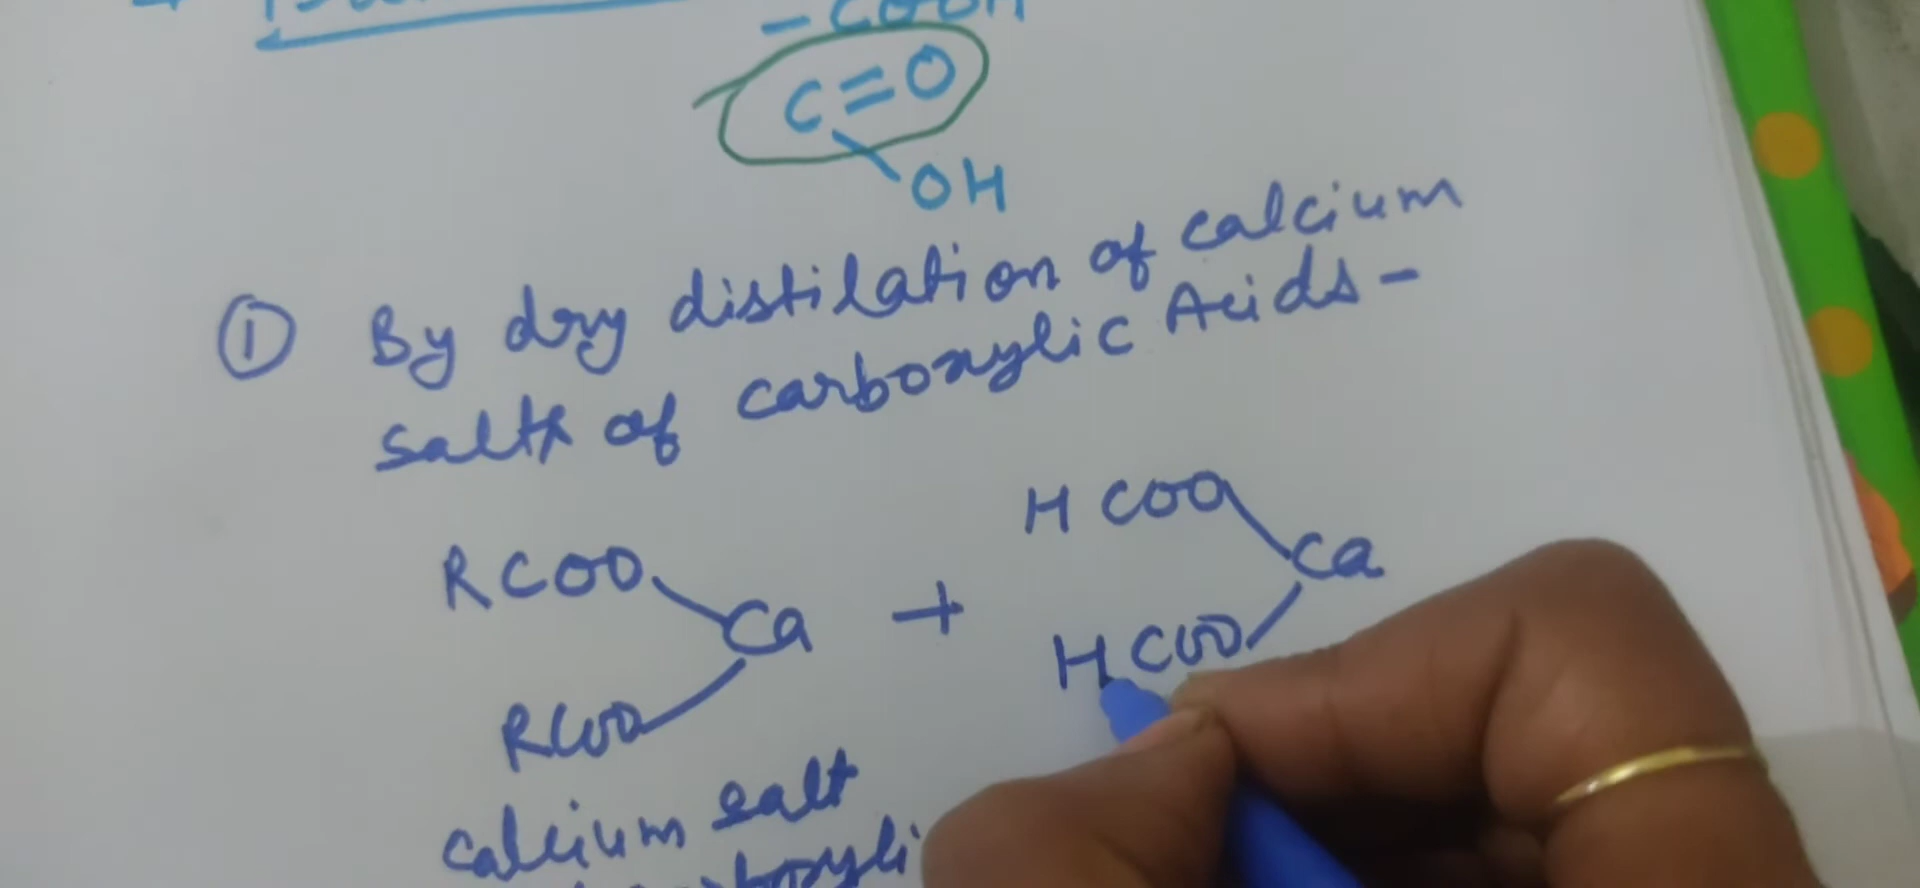 -COOH
C=O
OH
① By dry distilation of calcium
salts of carboxylic Acids-
RCOO
Ca
RCOO
+
HCOO
Ca
HCOO
calcium salt